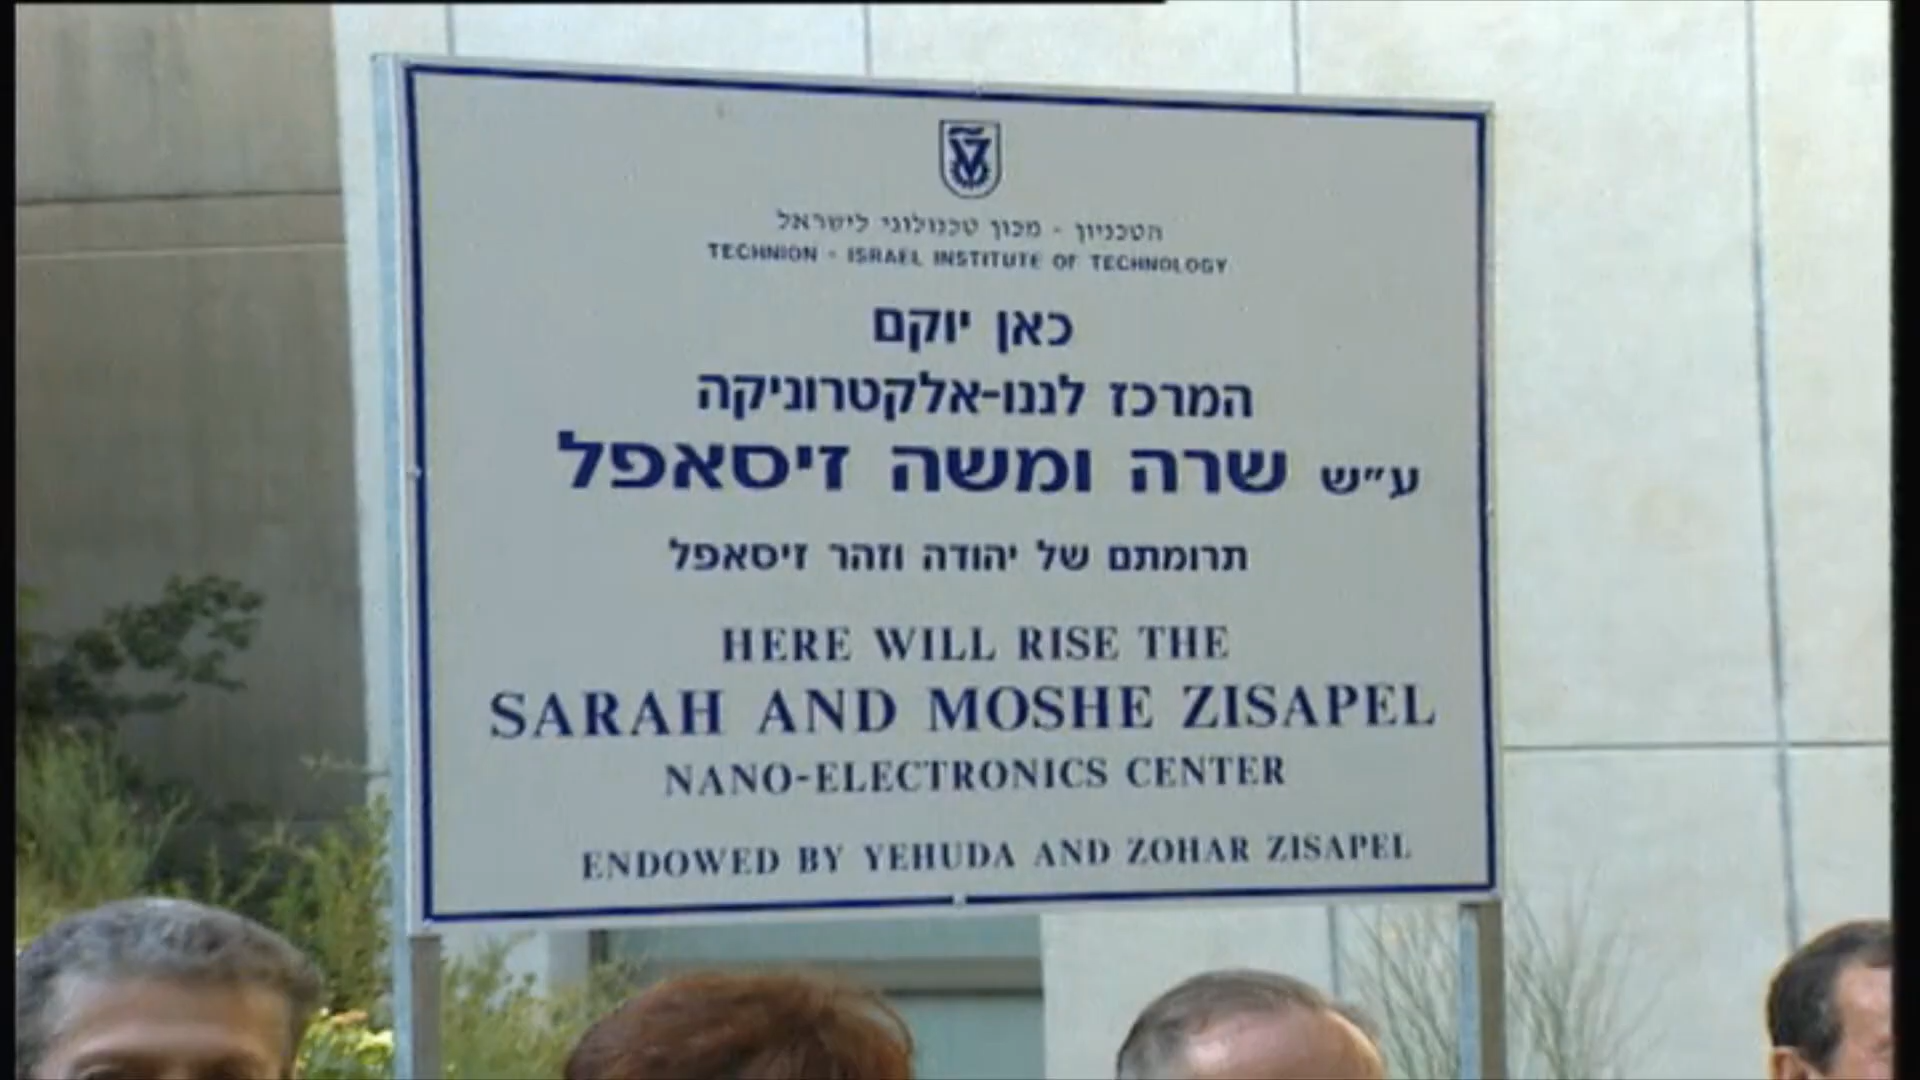 הטכניון - מכון טכנולוגי לישראל
TECHNION - ISRAEL INSTITUTE OF TECHNOLOGY
כאן יוקם
המרכז לננו-אלקטרוניקה
ע״ש שרה ומשה זיסאפל
תרומתם של יהודה וזהר זיסאפל
HERE WILL RISE THE
SARAH AND MOSHE ZISAPEL
NANO-ELECTRONICS CENTER
ENDOWED BY YEHUDA AND ZOHAR ZISAPEL